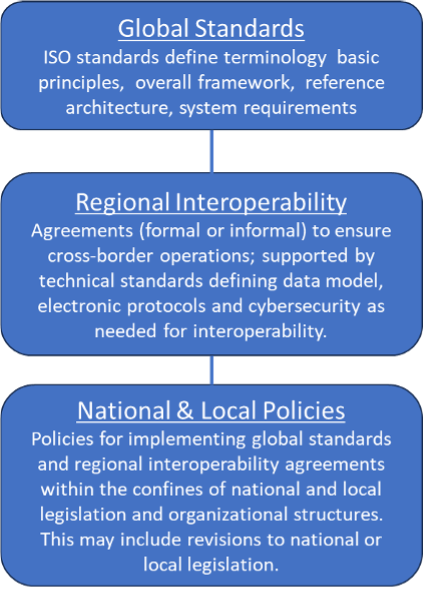 Global Standards
ISO standards define terminology basic
principles, overall framework, reference
architecture, system requirements
Regional Interoperability
Agreements (formal or informal) to ensure
cross-border operations; supported by
technical standards defining data model,
electronic protocols and cybersecurity as
needed for interoperability.
National & Local Policies
Policies for implementing global standards
and regional interoperability agreements
within the confines of national and local
legislation and organizational structures.
This may include revisions to national or
local legislation.